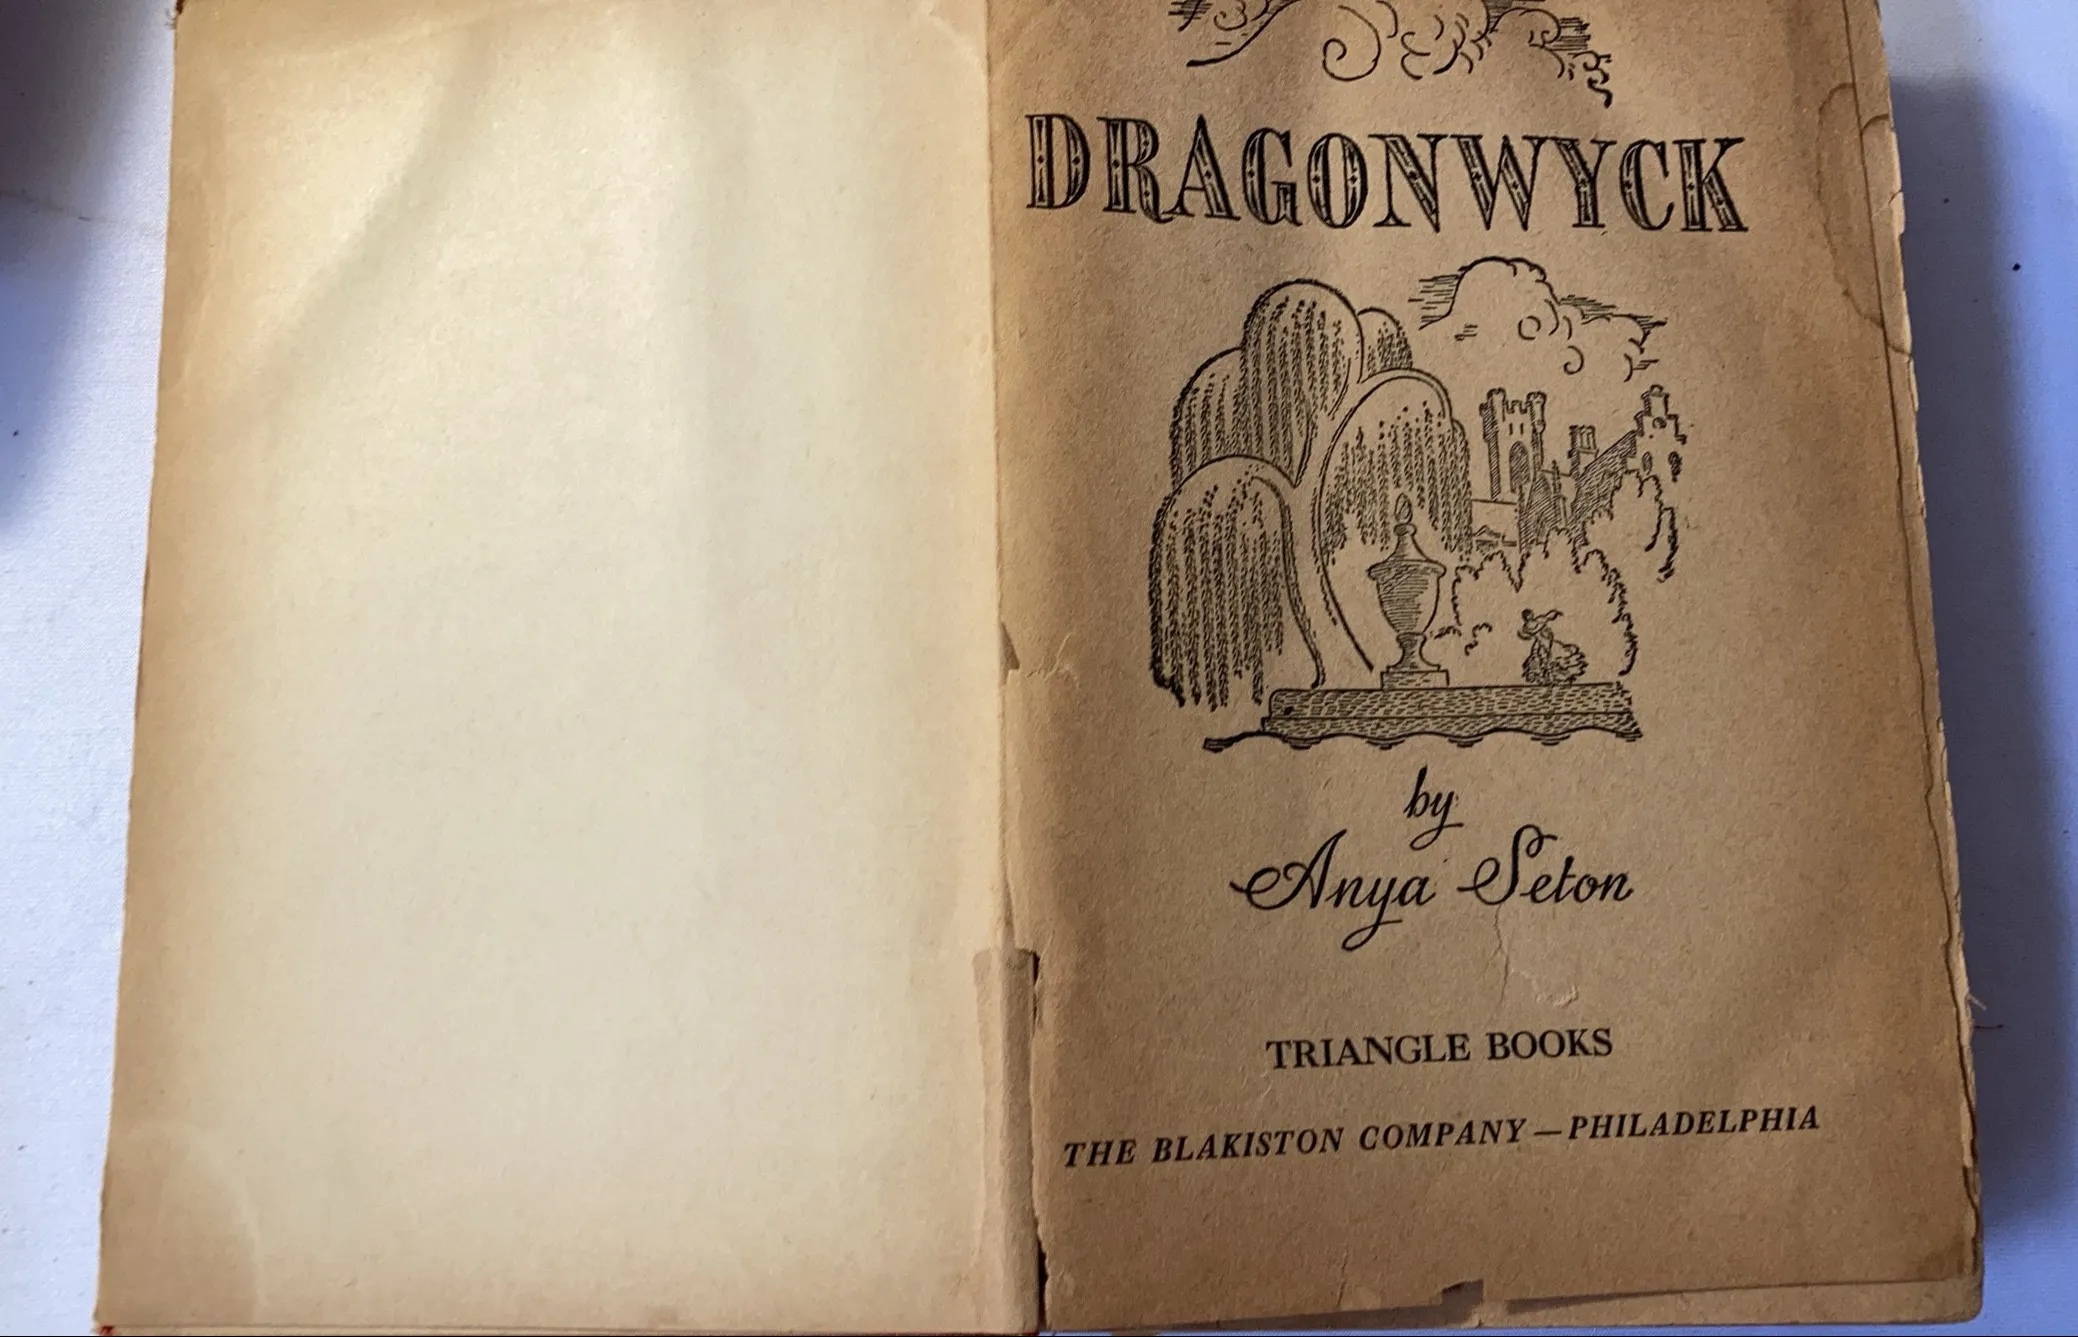 DRAGONWYCK
by
Anya Seton
TRIANGLE BOOKS
THE BLAKISTON COMPANY—PHILADELPHIA